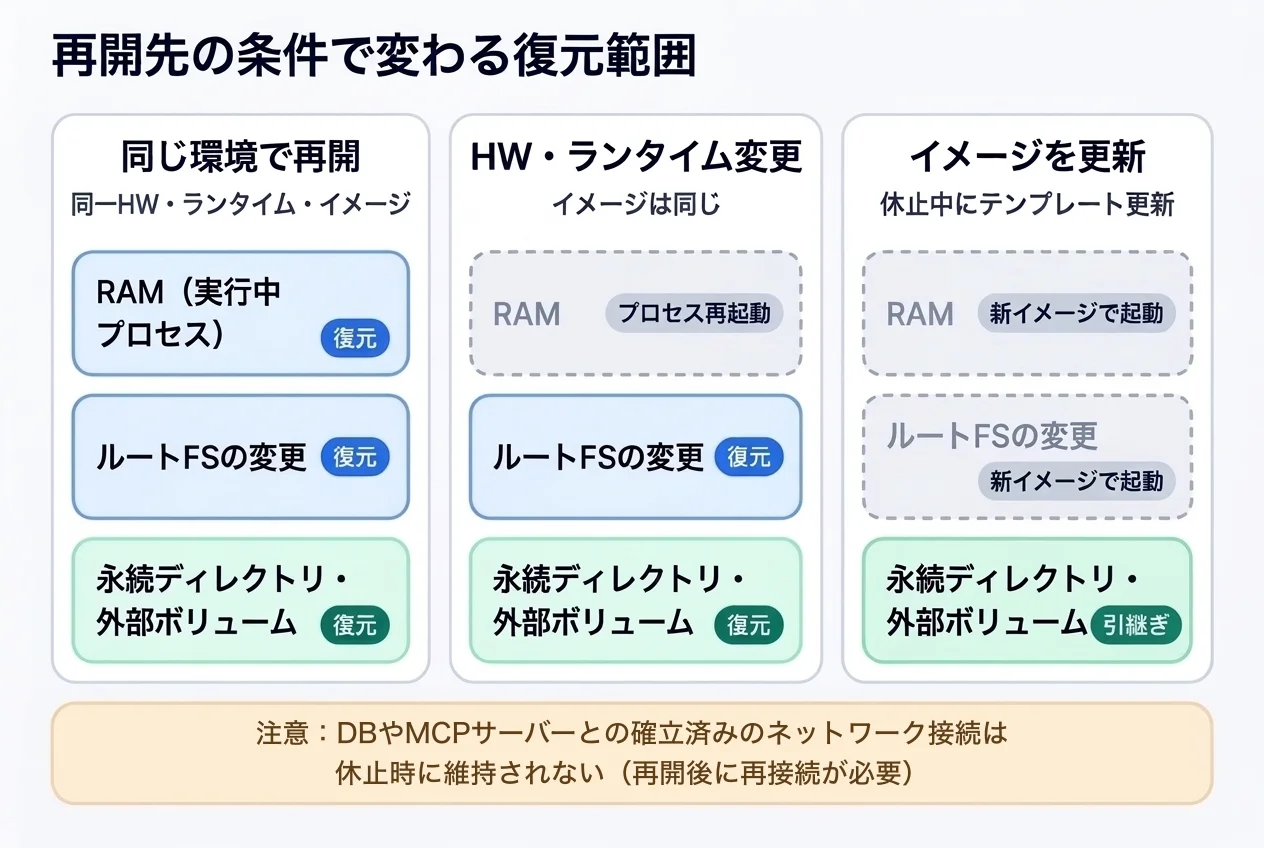 再開先の条件で変わる復元範囲
同じ環境で再開
同一HW・ランタイム・イメージ
RAM（実行中
プロセス）
復元
ルートFSの変更
復元
永続ディレクトリ・
外部ボリューム
復元
HW・ランタイム変更
イメージは同じ
RAM
プロセス再起動
ルートFSの変更
復元
永続ディレクトリ・
外部ボリューム
復元
イメージを更新
休止中にテンプレート更新
RAM
新イメージで起動
ルートFSの変更
新イメージで起動
永続ディレクトリ・
外部ボリューム
引継ぎ
注意：DBやMCPサーバーとの確立済みのネットワーク接続は
休止時に維持されない（再開後に再接続が必要）